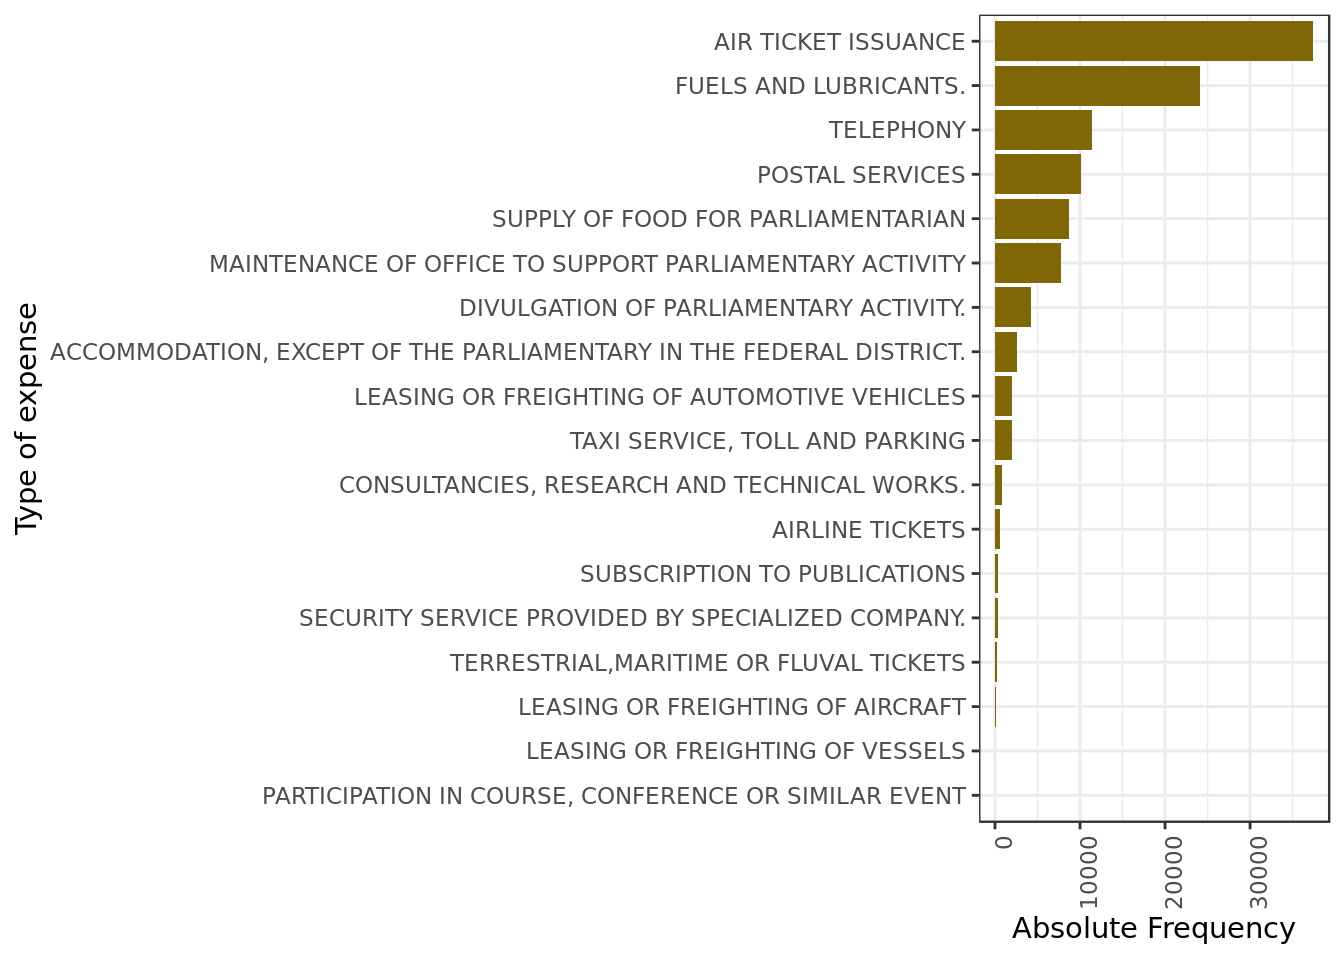 AIR TICKET ISSUANCE
FUELS AND LUBRICANTS.
TELEPHONY
POSTAL SERVICES
SUPPLY OF FOOD FOR PARLIAMENTARIAN
MAINTENANCE OF OFFICE TO SUPPORT PARLIAMENTARY ACTIVITY
DIVULGATION OF PARLIAMENTARY ACTIVITY.
ACCOMMODATION, EXCEPT OF THE PARLIAMENTARY IN THE FEDERAL DISTRICT.
LEASING OR FREIGHTING OF AUTOMOTIVE VEHICLES
TAXI SERVICE, TOLL AND PARKING
CONSULTANCIES, RESEARCH AND TECHNICAL WORKS.
AIRLINE TICKETS
SUBSCRIPTION TO PUBLICATIONS
SECURITY SERVICE PROVIDED BY SPECIALIZED COMPANY.
TERRESTRIAL,MARITIME OR FLUVAL TICKETS
LEASING OR FREIGHTING OF AIRCRAFT
LEASING OR FREIGHTING OF VESSELS
PARTICIPATION IN COURSE, CONFERENCE OR SIMILAR EVENT
Type of expense
0
10000
20000
30000
Absolute Frequency